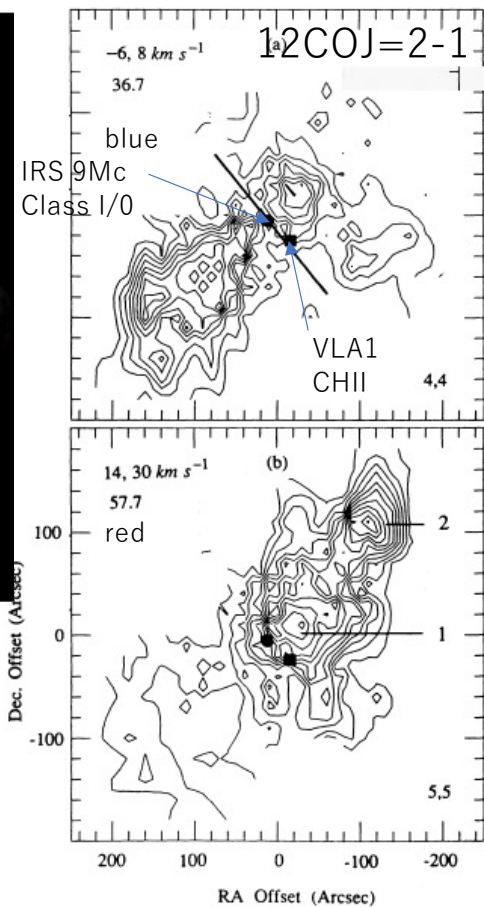 12COJ=2-1
(a)
−6, 8 km s⁻¹
36.7
blue
IRS 9Mc
Class I/0
VLA1
CHII
4,4
(b)
14, 30 km s⁻¹
57.7
red
2
1
100
0
-100
Dec. Offset (Arcsec)
5,5
200 100 0 -100 -200
RA Offset (Arcsec)